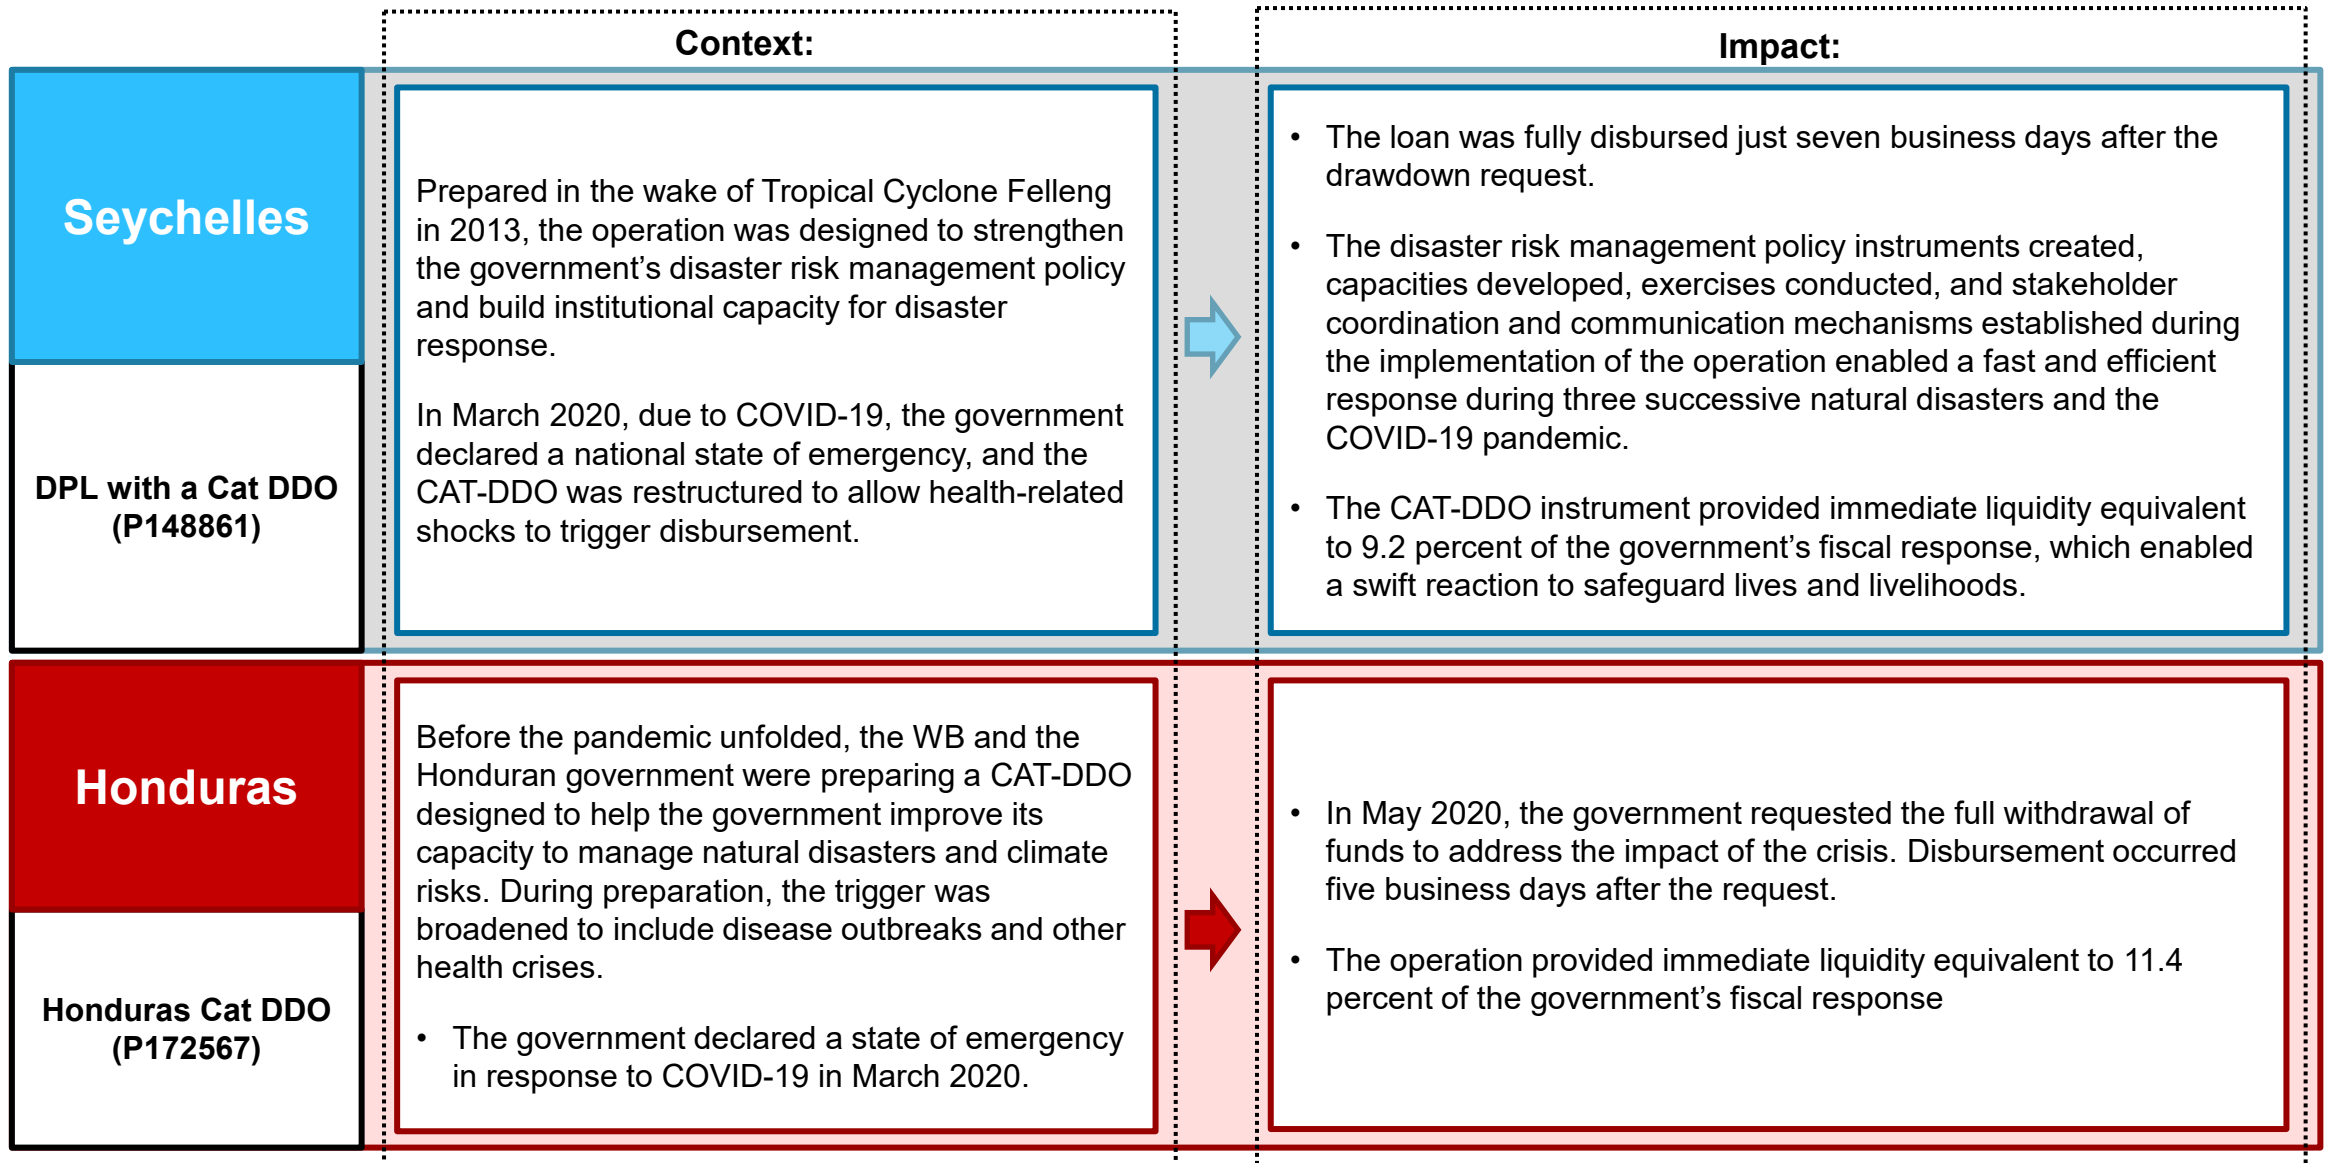 Context:
Impact:
Seychelles
DPL with a Cat DDO
(P148861)
Prepared in the wake of Tropical Cyclone Felleng
in 2013, the operation was designed to strengthen
the government’s disaster risk management policy
and build institutional capacity for disaster
response.
In March 2020, due to COVID-19, the government
declared a national state of emergency, and the
CAT-DDO was restructured to allow health-related
shocks to trigger disbursement.
• The loan was fully disbursed just seven business days after the
drawdown request.
• The disaster risk management policy instruments created,
capacities developed, exercises conducted, and stakeholder
coordination and communication mechanisms established during
the implementation of the operation enabled a fast and efficient
response during three successive natural disasters and the
COVID-19 pandemic.
• The CAT-DDO instrument provided immediate liquidity equivalent
to 9.2 percent of the government’s fiscal response, which enabled
a swift reaction to safeguard lives and livelihoods.
Honduras
Honduras Cat DDO
(P172567)
Before the pandemic unfolded, the WB and the
Honduran government were preparing a CAT-DDO
designed to help the government improve its
capacity to manage natural disasters and climate
risks. During preparation, the trigger was
broadened to include disease outbreaks and other
health crises.
• The government declared a state of emergency
in response to COVID-19 in March 2020.
• In May 2020, the government requested the full withdrawal of
funds to address the impact of the crisis. Disbursement occurred
five business days after the request.
• The operation provided immediate liquidity equivalent to 11.4
percent of the government’s fiscal response